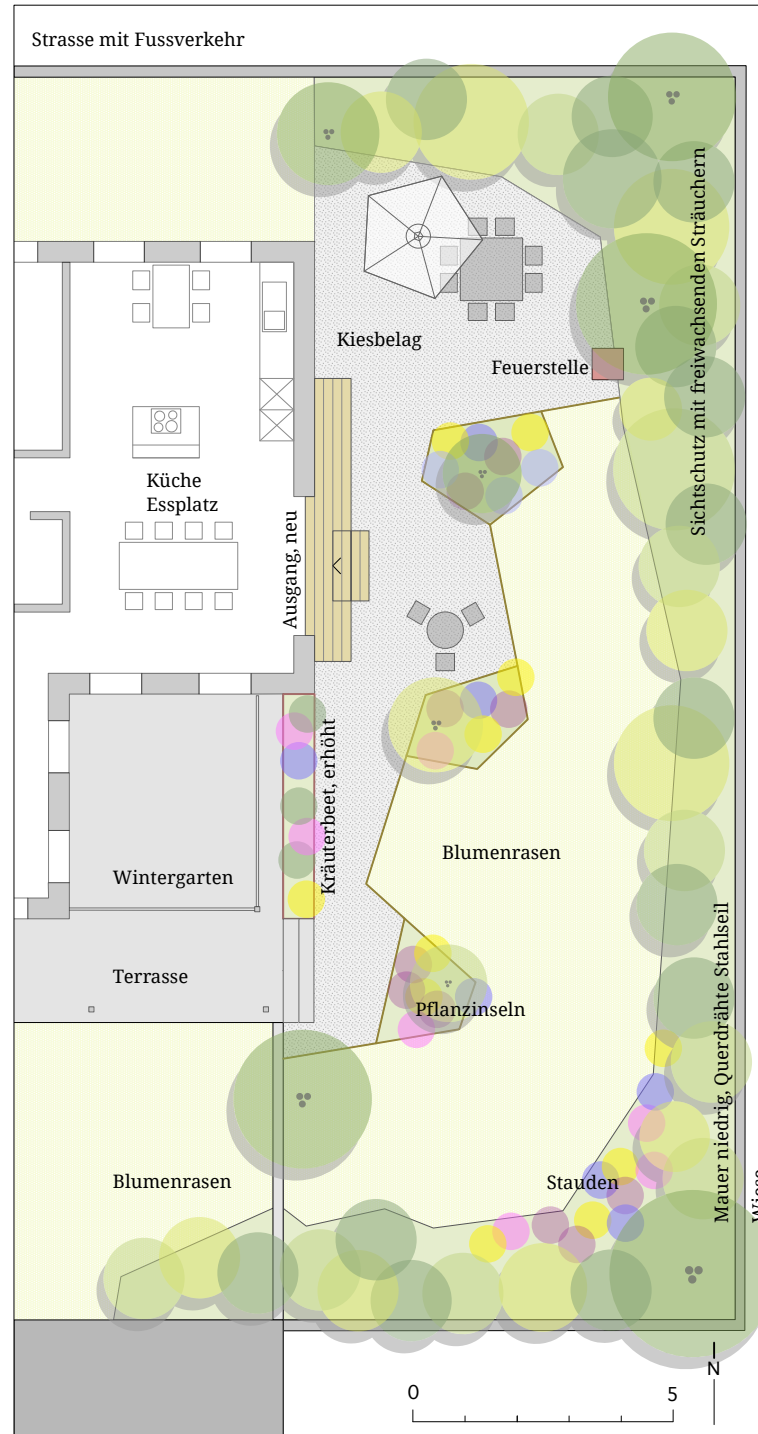 Strasse mit Fussverkehr
Sichtschutz mit freiwachsenden Sträuchern
Kiesbelag
Feuerstelle
Küche
Essplatz
Ausgang, neu
Kräuterbeet, erhöht
Blumenrasen
Wintergarten
Terrasse
Pflanzinseln
Mauer niedrig, Querdrähte Stahlseil
Wiese
Blumenrasen
Stauden
0
5
N